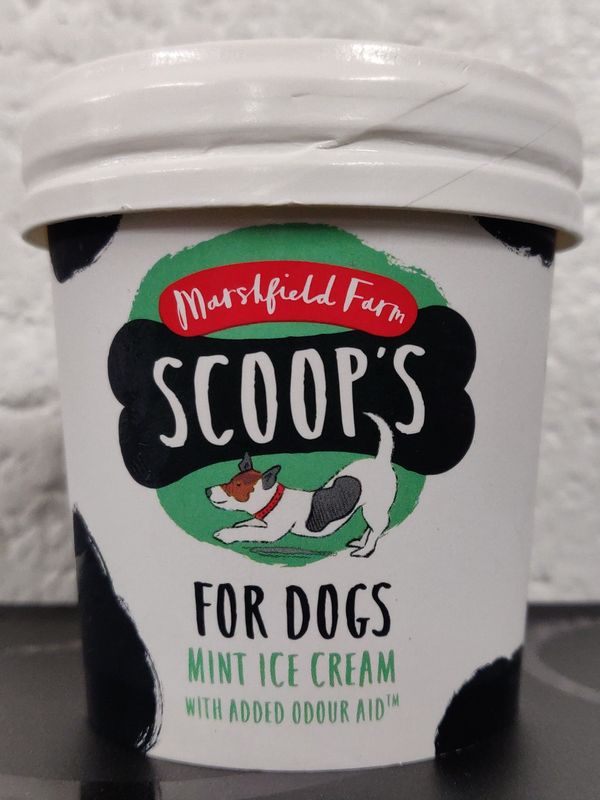 Marshfield Farm
SCOOP'S
FOR DOGS
MINT ICE CREAM
WITH ADDED ODOUR AID™